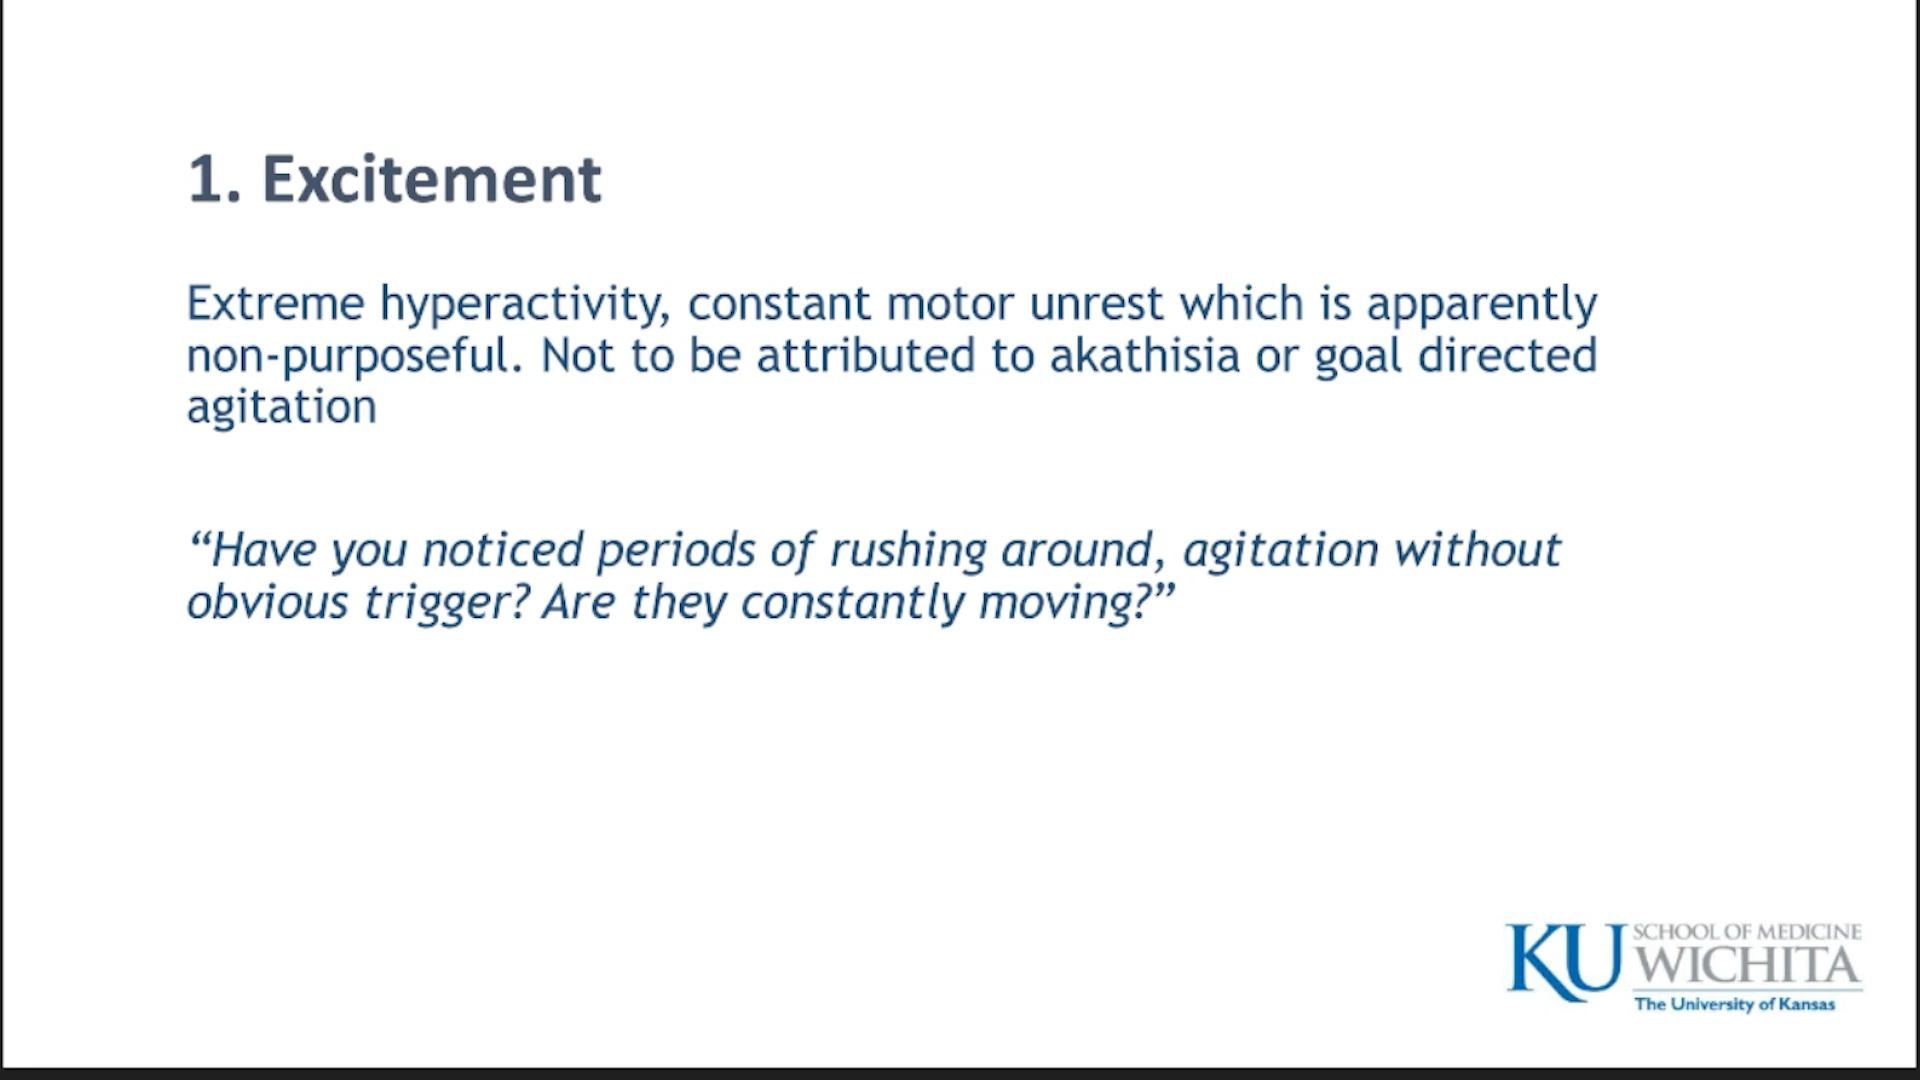 1. Excitement
Extreme hyperactivity, constant motor unrest which is apparently
non-purposeful. Not to be attributed to akathisia or goal directed
agitation
“Have you noticed periods of rushing around, agitation without
obvious trigger? Are they constantly moving?”
KU SCHOOL OF MEDICINE
WICHITA
The University of Kansas